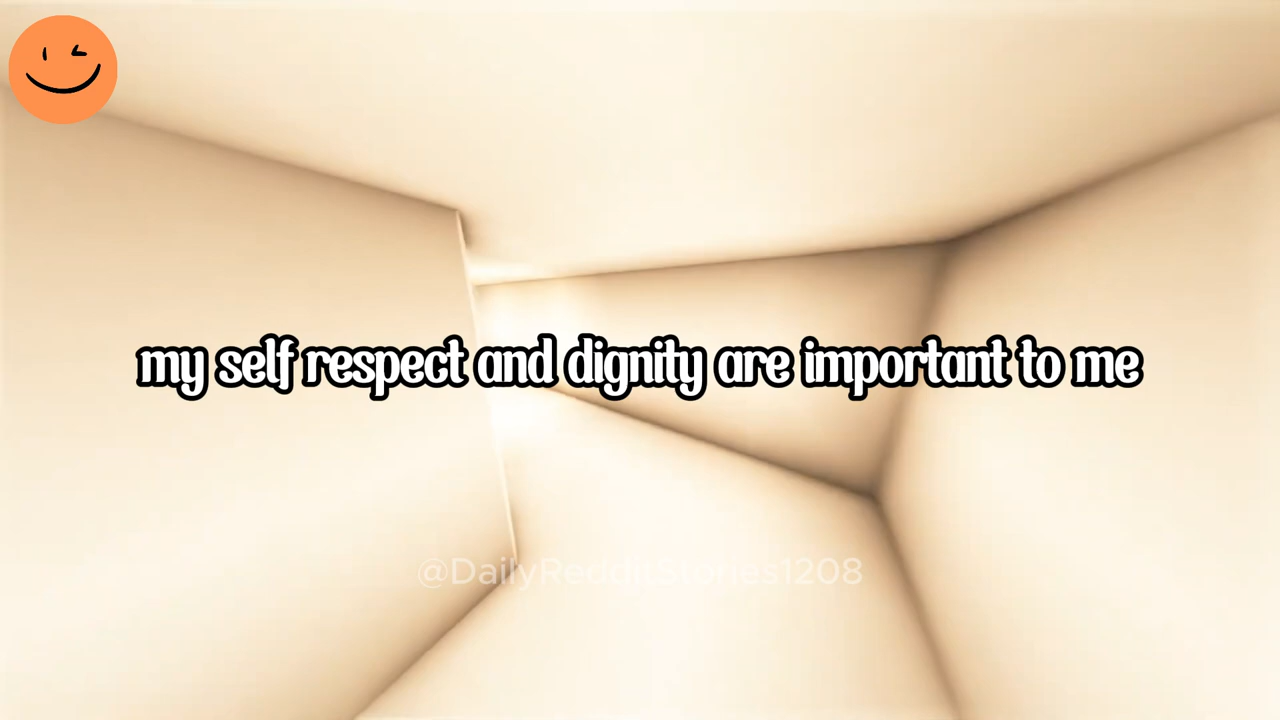 my self respect and dignity are important to me
@DailyRedditStories1208